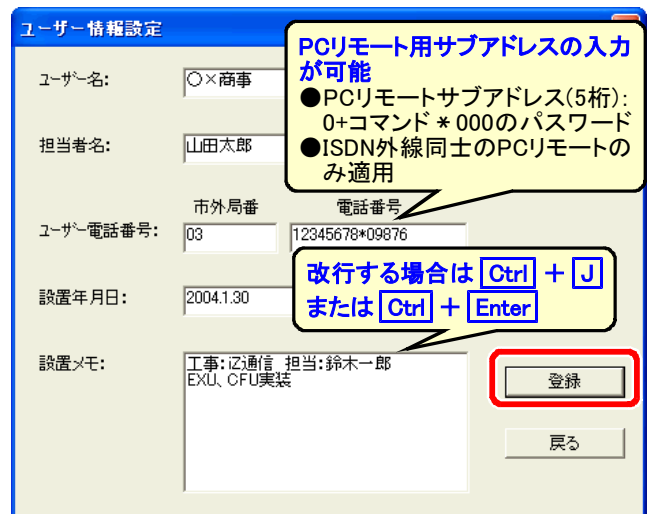 ユーザー情報設定
PCリモート用サブアドレスの入力
が可能
●PCリモートサブアドレス(5桁):
0+コマンド＊000のパスワード
●ISDN外線同士のPCリモートの
み適用
ユーザー名:
〇×商事
担当者名:
山田太郎
市外局番 電話番号
ユーザー電話番号:
03 12345678*09876
改行する場合は Ctrl + J
または Ctrl + Enter
設置年月日:
2004.1.30
設置メモ:
工事:iZ通信 担当:鈴木一郎
EXU、CFU実装
登録
戻る